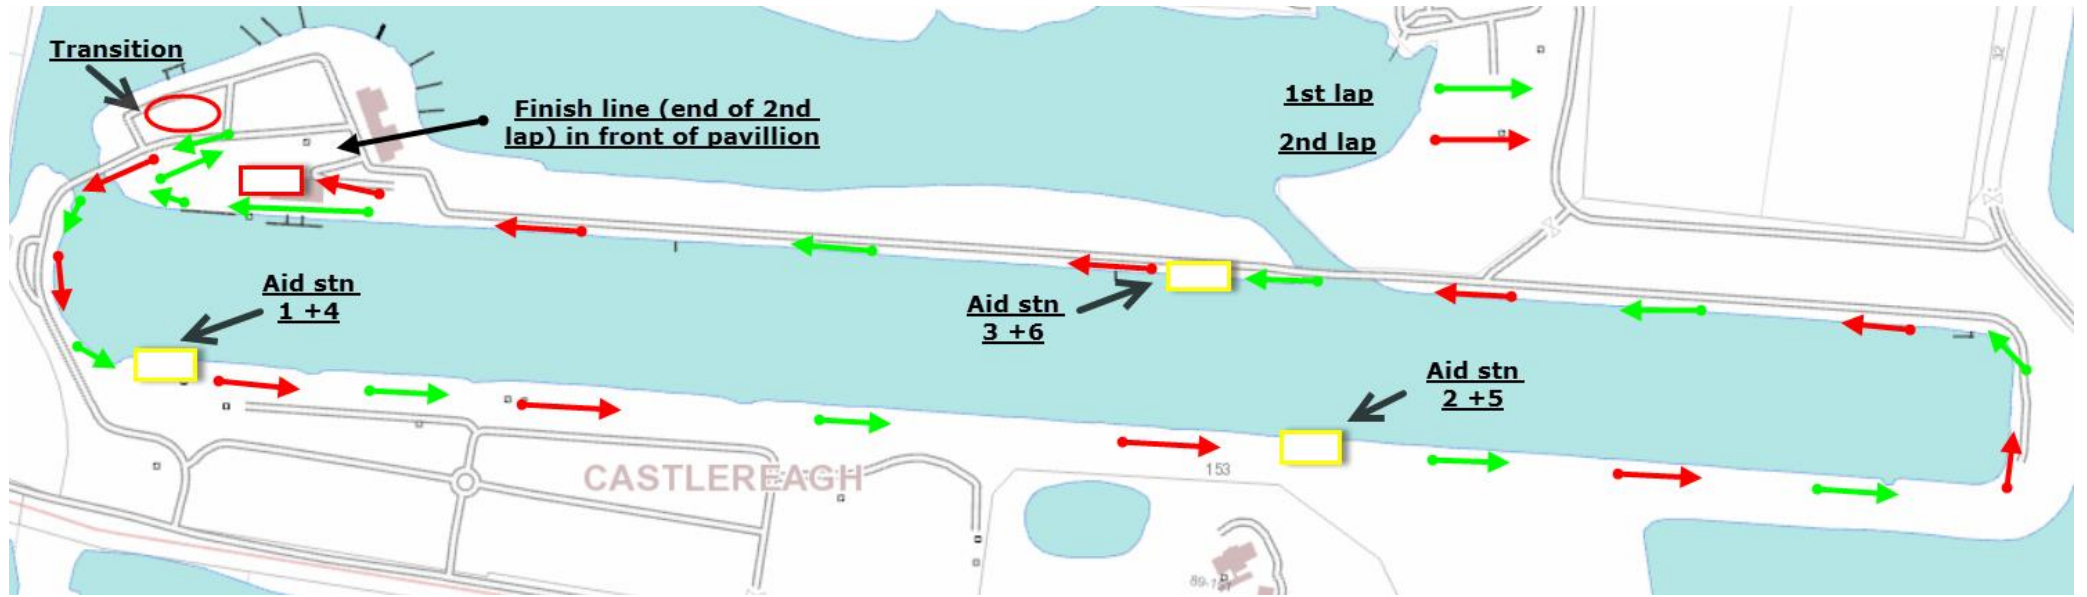 Transition
Finish line (end of 2nd
lap) in front of pavillion
1st lap
2nd lap
32
Aid stn
1 +4
Aid stn
3 +6
Aid stn
2 +5
CASTLEREAGH
153